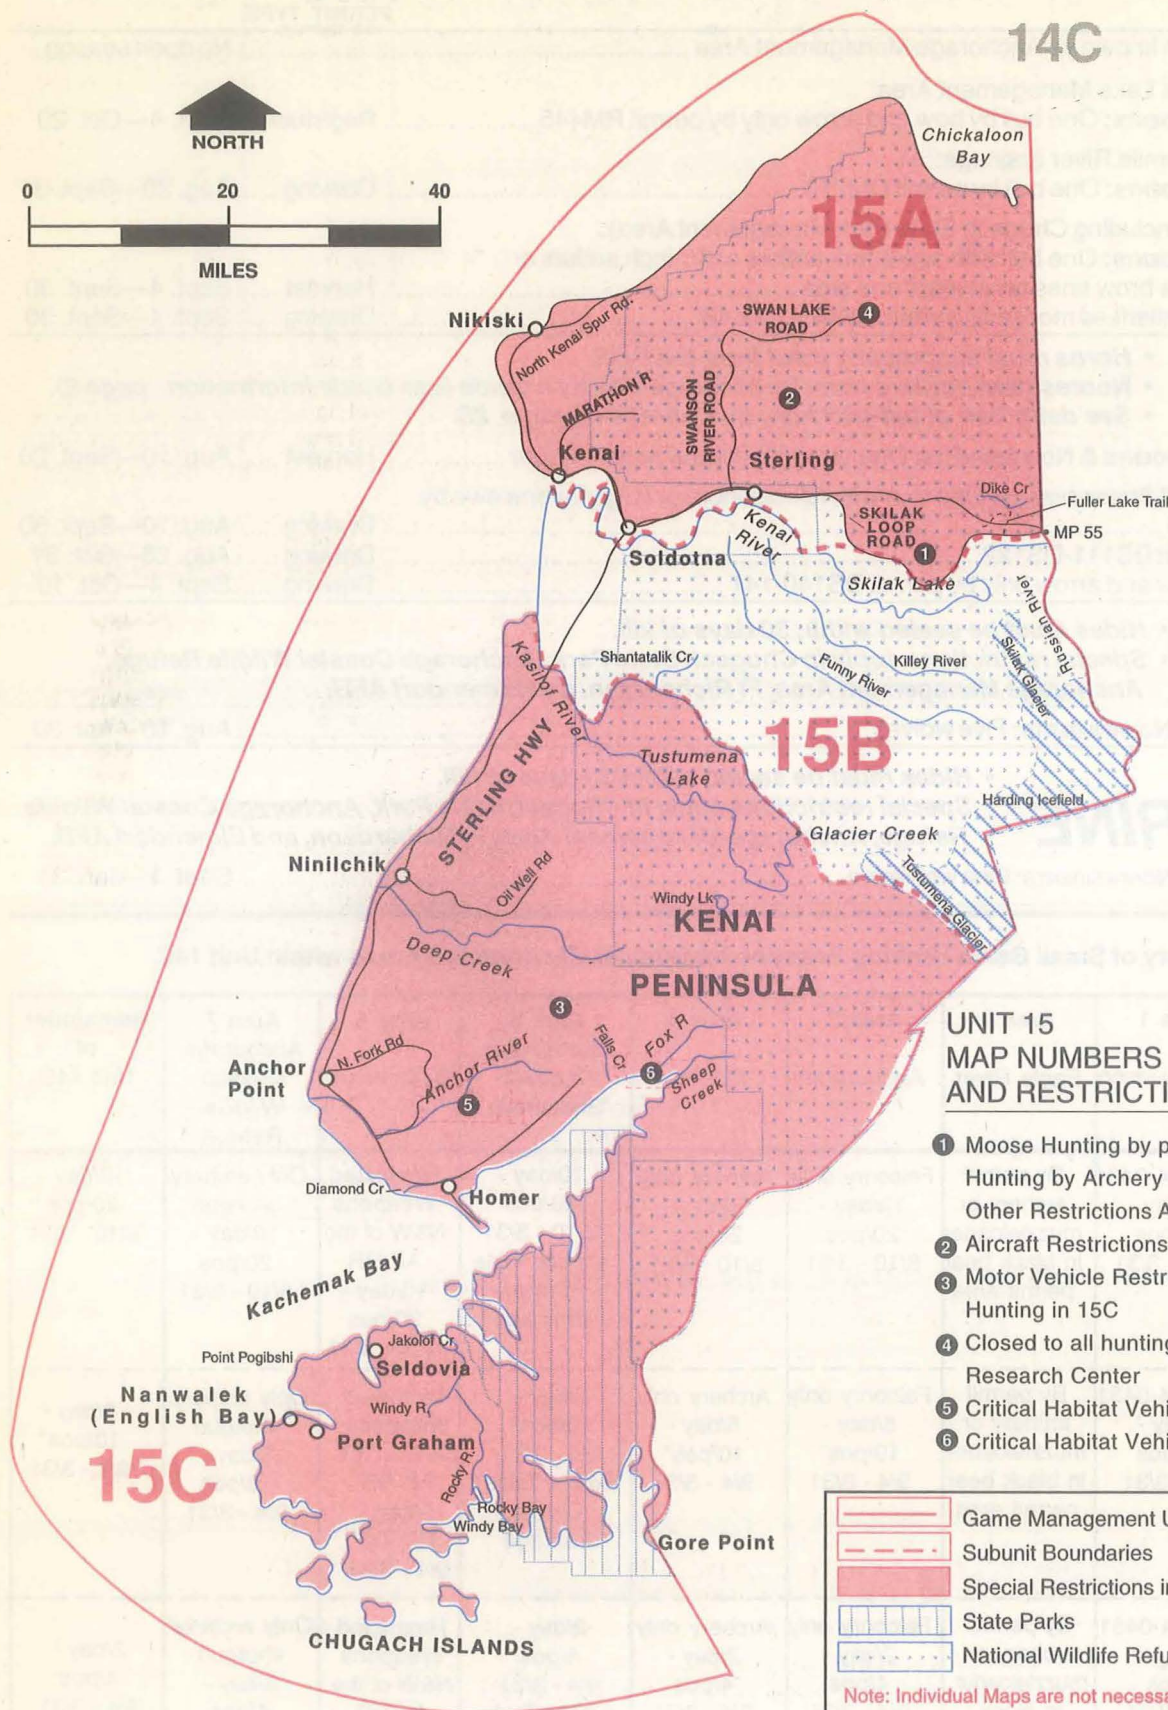 14C
NORTH
0 20 40
MILES
Chickaloon
Bay
15A
SWAN LAKE
ROAD
4
Nikiski
North Kenai Spur Rd.
MARATHON R
SWANSON
RIVER ROAD
2
Kenai
Sterling
Dike Cr
Fuller Lake Trail
SKILAK
LOOP
ROAD
MP 55
1
Kenai
River
Soldotna
Skilak Lake
Russian River
Shantatalik Cr
Killey River
Funny River
Skilak Glacier
Kasilof River
15B
Tustumena
Lake
STERLING HWY
Harding Icefield
Glacier Creek
Ninilchik
Oil Well Rd
Tostumena Glacier
Windy Lk
KENAI
PENINSULA
Deep Creek
3
N. Fork Rd
Anchor River
Falls Cr
Fox R
6
Sheep
Creek
Anchor
Point
5
Diamond Cr
Homer
Kachemak Bay
Point Pogibshi
Jakolof Cr
Seldovia
Nanwalek
(English Bay)
Windy R.
Port Graham
15C
Rocky R.
Rocky Bay
Windy Bay
Gore Point
CHUGACH ISLANDS
UNIT 15
MAP NUMBERS
AND RESTRICTI
1 Moose Hunting by p
Hunting by Archery
Other Restrictions A
2 Aircraft Restrictions
3 Motor Vehicle Restr
Hunting in 15C
4 Closed to all hunting
Research Center
5 Critical Habitat Vehi
6 Critical Habitat Vehi
Game Management U
Subunit Boundaries
Special Restrictions in
State Parks
National Wildlife Refu
Note: Individual Maps are not necessa